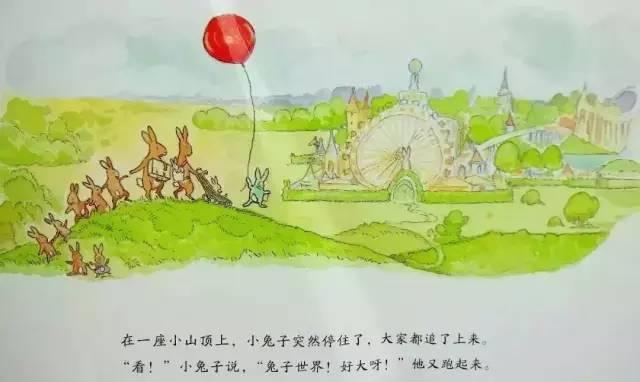 在一座小山顶上，小兔子突然停住了，大家都追了上来。
“看！”小兔子说，“兔子世界！好大呀！”他又跑起来。